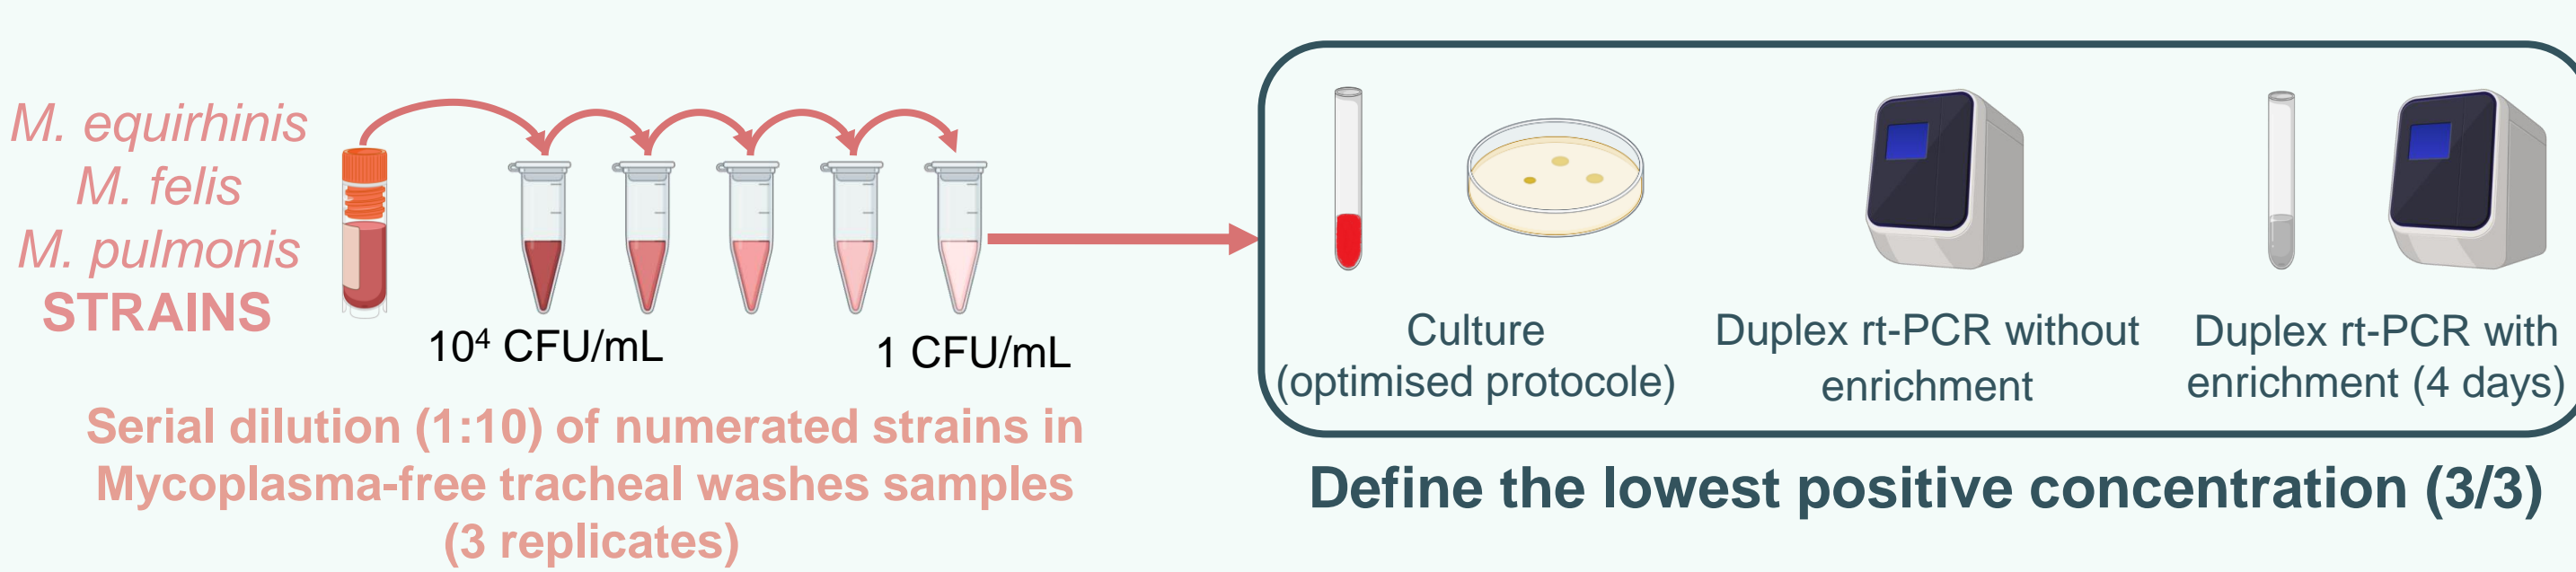 M. equirhinis
M. felis
M. pulmonis
STRAINS
10⁴ CFU/mL
1 CFU/mL
Serial dilution (1:10) of numerated strains in
Mycoplasma-free tracheal washes samples
(3 replicates)
Culture
(optimised protocole)
Duplex rt-PCR without
enrichment
Duplex rt-PCR with
enrichment (4 days)
Define the lowest positive concentration (3/3)